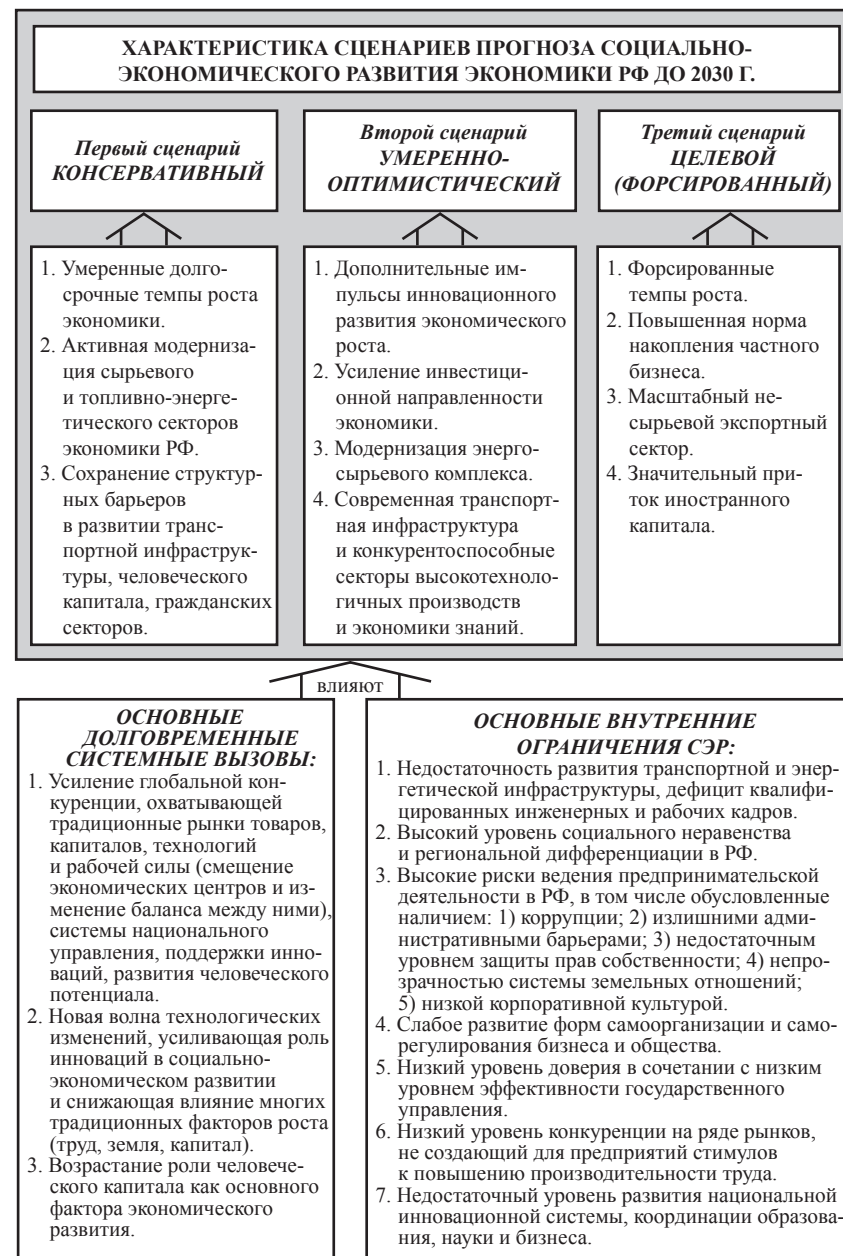 ХАРАКТЕРИСТИКА СЦЕНАРИЕВ ПРОГНОЗА СОЦИАЛЬНО-
ЭКОНОМИЧЕСКОГО РАЗВИТИЯ ЭКОНОМИКИ РФ ДО 2030 Г.
Первый сценарий
КОНСЕРВАТИВНЫЙ
Второй сценарий
УМЕРЕННО-
ОПТИМИСТИЧЕСКИЙ
Третий сценарий
ЦЕЛЕВОЙ
(ФОРСИРОВАННЫЙ)
1. Умеренные долго-
срочные темпы роста
экономики.
2. Активная модерниза-
ция сырьевого
и топливно-энерге-
тического секторов
экономики РФ.
3. Сохранение структур-
ных барьеров
в развитии транс-
портной инфраструк-
туры, человеческого
капитала, гражданских
секторов.
1. Дополнительные им-
пульсы инновационного
развития экономического
роста.
2. Усиление инвестици-
онной направленности
экономики.
3. Модернизация энерго-
сырьевого комплекса.
4. Современная транспорт-
ная инфраструктура
и конкурентоспособные
секторы высокотехноло-
гичных производств
и экономики знаний.
1. Форсированные
темпы роста.
2. Повышенная норма
накопления частного
бизнеса.
3. Масштабный не-
сырьевой экспортный
сектор.
4. Значительный при-
ток иностранного
капитала.
влияют
ОСНОВНЫЕ
ДОЛГОВРЕМЕННЫЕ
СИСТЕМНЫЕ ВЫЗОВЫ:
1. Усиление глобальной кон-
куренции, охватывающей
традиционные рынки товаров,
капиталов, технологий
и рабочей силы (смещение
экономических центров и из-
менение баланса между ними),
системы национального
управления, поддержки инно-
ваций, развития человеческого
потенциала.
2. Новая волна технологических
изменений, усиливающая роль
инноваций в социально-
экономическом развитии
и снижающая влияние многих
традиционных факторов роста
(труд, земля, капитал).
3. Возрастание роли человече-
ского капитала как основного
фактора экономического
развития.
ОСНОВНЫЕ ВНУТРЕННИЕ
ОГРАНИЧЕНИЯ СЭР:
1. Недостаточность развития транспортной и энер-
гетической инфраструктуры, дефицит квалифи-
цированных инженерных и рабочих кадров.
2. Высокий уровень социального неравенства
и региональной дифференциации в РФ.
3. Высокие риски ведения предпринимательской
деятельности в РФ, в том числе обусловленные
наличием: 1) коррупции; 2) излишними адми-
нистративными барьерами; 3) недостаточным
уровнем защиты прав собственности; 4) непро-
зрачностью системы земельных отношений;
5) низкой корпоративной культурой.
4. Слабое развитие форм самоорганизации и само-
регулирования бизнеса и общества.
5. Низкий уровень доверия в сочетании с низким
уровнем эффективности государственного
управления.
6. Низкий уровень конкуренции на ряде рынков,
не создающий для предприятий стимулов
к повышению производительности труда.
7. Недостаточный уровень развития национальной
инновационной системы, координации образова-
ния, науки и бизнеса.